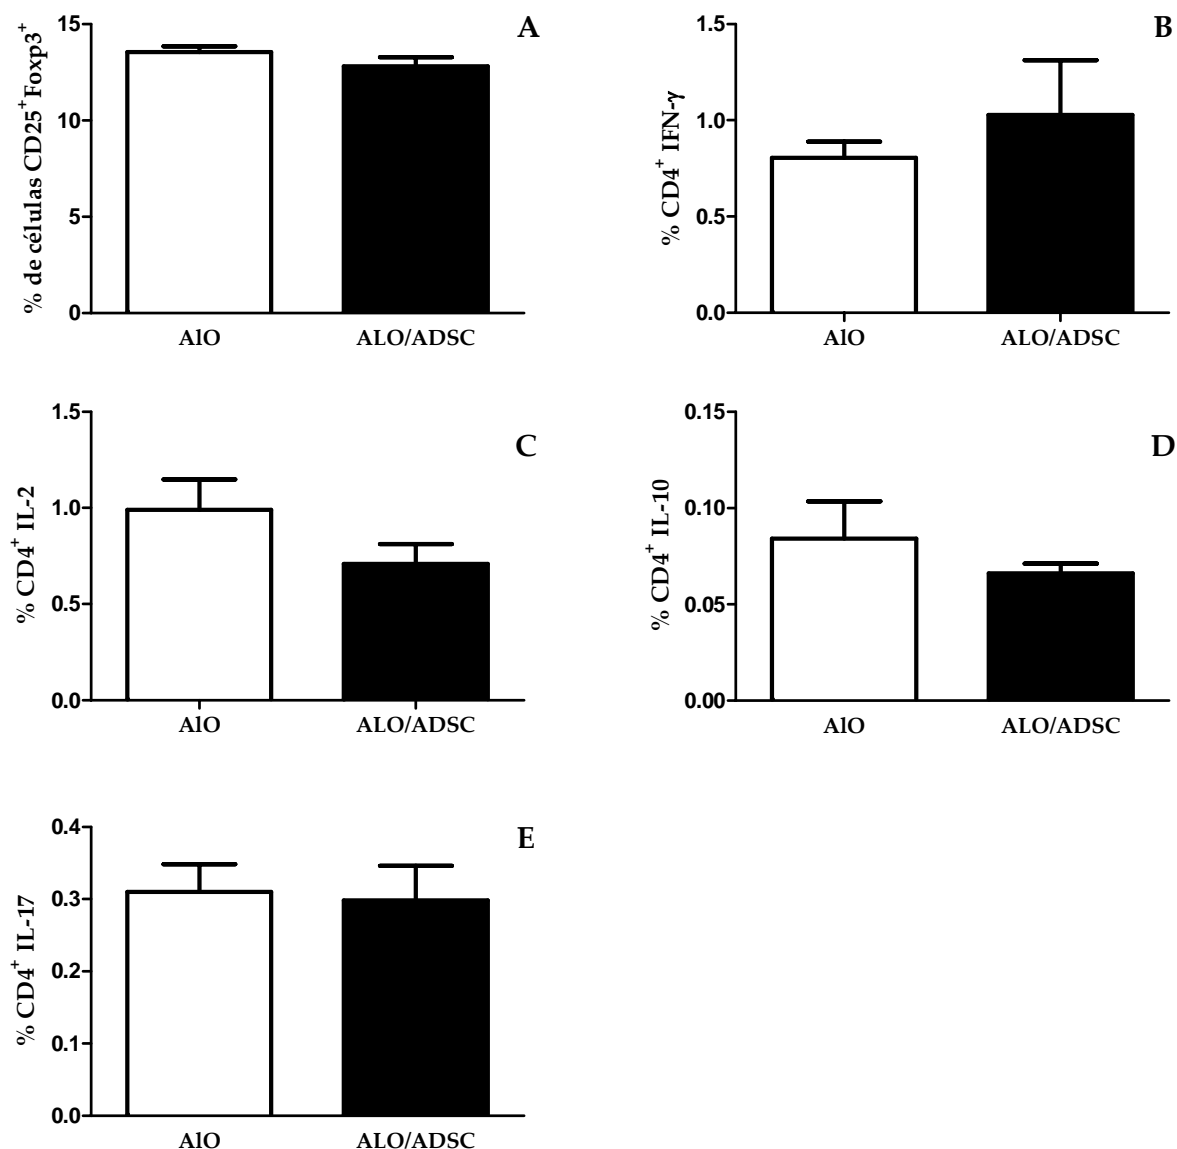 A
% de células CD25⁺Foxp3⁺
15
10
5
0
AlO
ALO/ADSC
B
% CD4⁺ IFN-γ
1.5
1.0
0.5
0.0
AlO
ALO/ADSC
C
% CD4⁺ IL-2
1.5
1.0
0.5
0.0
AlO
ALO/ADSC
D
% CD4⁺ IL-10
0.15
0.10
0.05
0.00
AlO
ALO/ADSC
E
% CD4⁺ IL-17
0.4
0.3
0.2
0.1
0.0
AlO
ALO/ADSC